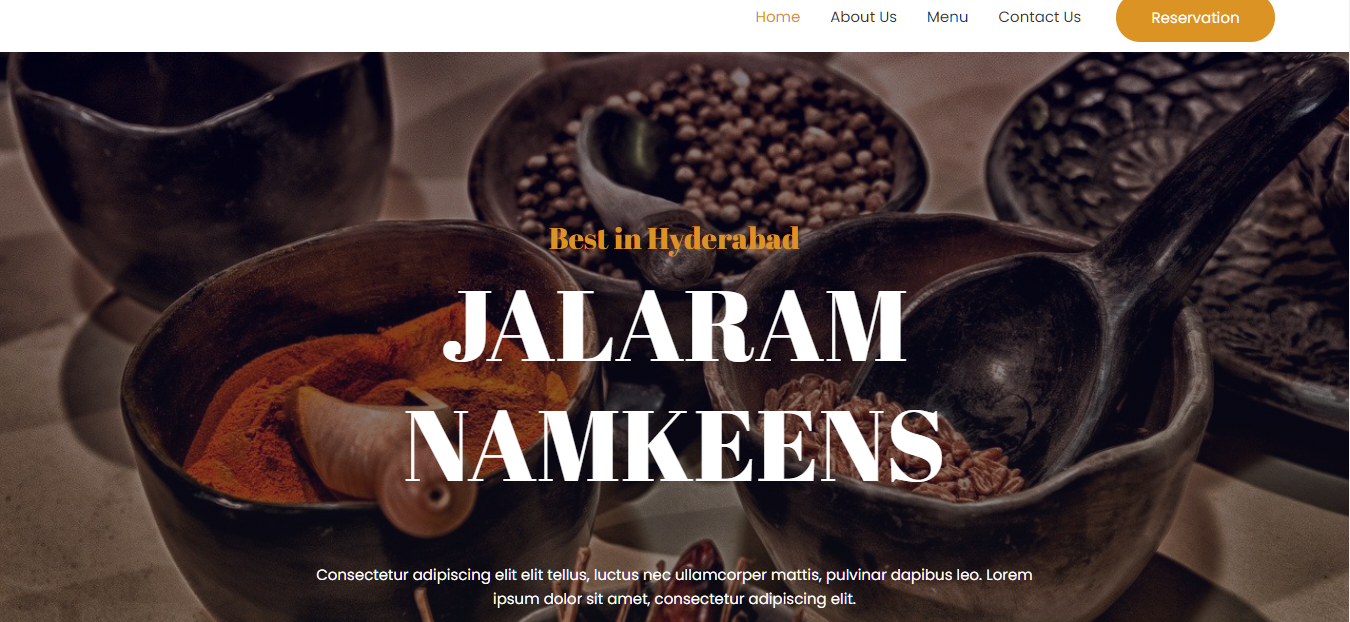 Home About Us Menu Contact Us Reservation
Best in Hyderabad
JALARAM
NAMKEENS
Consectetur adipiscing elit elit tellus, luctus nec ullamcorper mattis, pulvinar dapibus leo. Lorem
ipsum dolor sit amet, consectetur adipiscing elit.